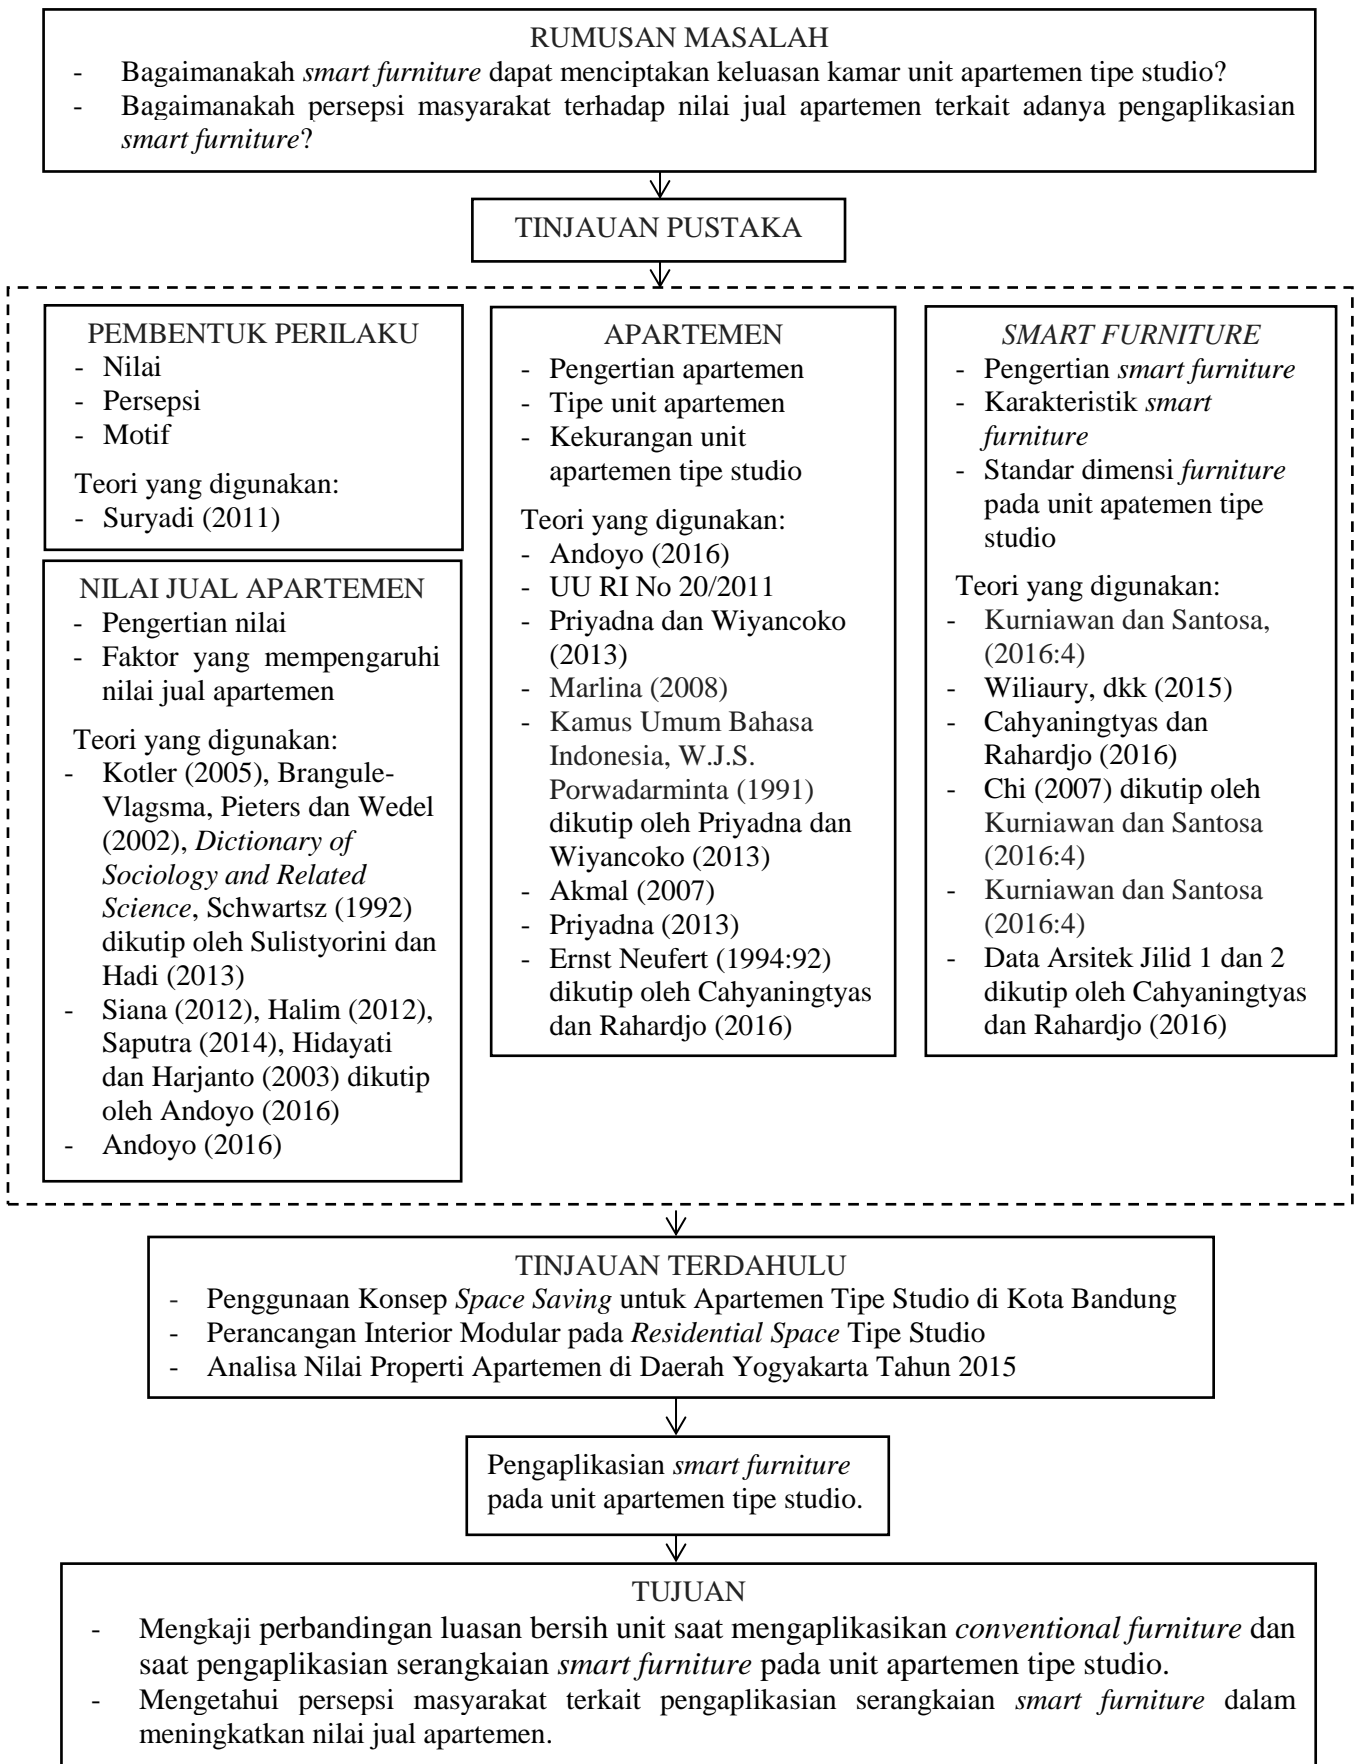 RUMUSAN MASALAH
- Bagaimanakah smart furniture dapat menciptakan keluasan kamar unit apartemen tipe studio?
- Bagaimanakah persepsi masyarakat terhadap nilai jual apartemen terkait adanya pengaplikasian
smart furniture?
TINJAUAN PUSTAKA
PEMBENTUK PERILAKU
- Nilai
- Persepsi
- Motif
Teori yang digunakan:
- Suryadi (2011)
NILAI JUAL APARTEMEN
- Pengertian nilai
- Faktor yang mempengaruhi
nilai jual apartemen
Teori yang digunakan:
- Kotler (2005), Brangule-
Vlagsma, Pieters dan Wedel
(2002), Dictionary of
Sociology and Related
Science, Schwartsz (1992)
dikutip oleh Sulistyorini dan
Hadi (2013)
- Siana (2012), Halim (2012),
Saputra (2014), Hidayati
dan Harjanto (2003) dikutip
oleh Andoyo (2016)
- Andoyo (2016)
APARTEMEN
- Pengertian apartemen
- Tipe unit apartemen
- Kekurangan unit
apartemen tipe studio
Teori yang digunakan:
- Andoyo (2016)
- UU RI No 20/2011
- Priyadna dan Wiyancoko
(2013)
- Marlina (2008)
- Kamus Umum Bahasa
Indonesia, W.J.S.
Porwadarminta (1991)
dikutip oleh Priyadna dan
Wiyancoko (2013)
- Akmal (2007)
- Priyadna (2013)
- Ernst Neufert (1994:92)
dikutip oleh Cahyaningtyas
dan Rahardjo (2016)
SMART FURNITURE
- Pengertian smart furniture
- Karakteristik smart
furniture
- Standar dimensi furniture
pada unit apatemen tipe
studio
Teori yang digunakan:
- Kurniawan dan Santosa,
(2016:4)
- Wiliaury, dkk (2015)
- Cahyaningtyas dan
Rahardjo (2016)
- Chi (2007) dikutip oleh
Kurniawan dan Santosa
(2016:4)
- Kurniawan dan Santosa
(2016:4)
- Data Arsitek Jilid 1 dan 2
dikutip oleh Cahyaningtyas
dan Rahardjo (2016)
TINJAUAN TERDAHULU
- Penggunaan Konsep Space Saving untuk Apartemen Tipe Studio di Kota Bandung
- Perancangan Interior Modular pada Residential Space Tipe Studio
- Analisa Nilai Properti Apartemen di Daerah Yogyakarta Tahun 2015
Pengaplikasian smart furniture
pada unit apartemen tipe studio.
TUJUAN
- Mengkaji perbandingan luasan bersih unit saat mengaplikasikan conventional furniture dan
saat pengaplikasian serangkaian smart furniture pada unit apartemen tipe studio.
- Mengetahui persepsi masyarakat terkait pengaplikasian serangkaian smart furniture dalam
meningkatkan nilai jual apartemen.